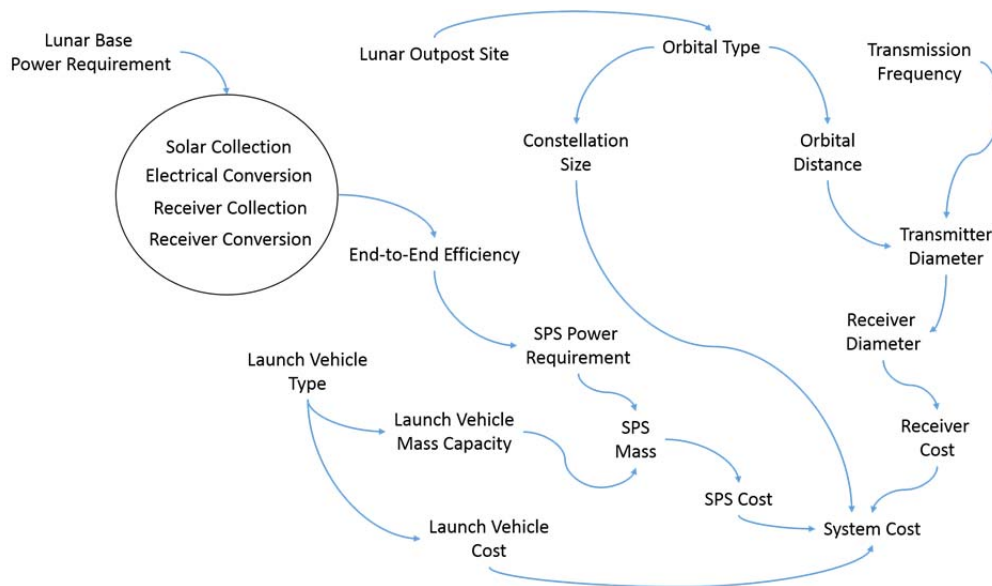 Lunar Base
Power Requirement
Lunar Outpost Site
Orbital Type
Transmission
Frequency
Solar Collection
Electrical Conversion
Receiver Collection
Receiver Conversion
Constellation
Size
Orbital
Distance
End-to-End Efficiency
Transmitter
Diameter
SPS Power
Requirement
Receiver
Diameter
Launch Vehicle
Type
Launch Vehicle
Mass Capacity
SPS
Mass
Receiver
Cost
SPS Cost
Launch Vehicle
Cost
System Cost